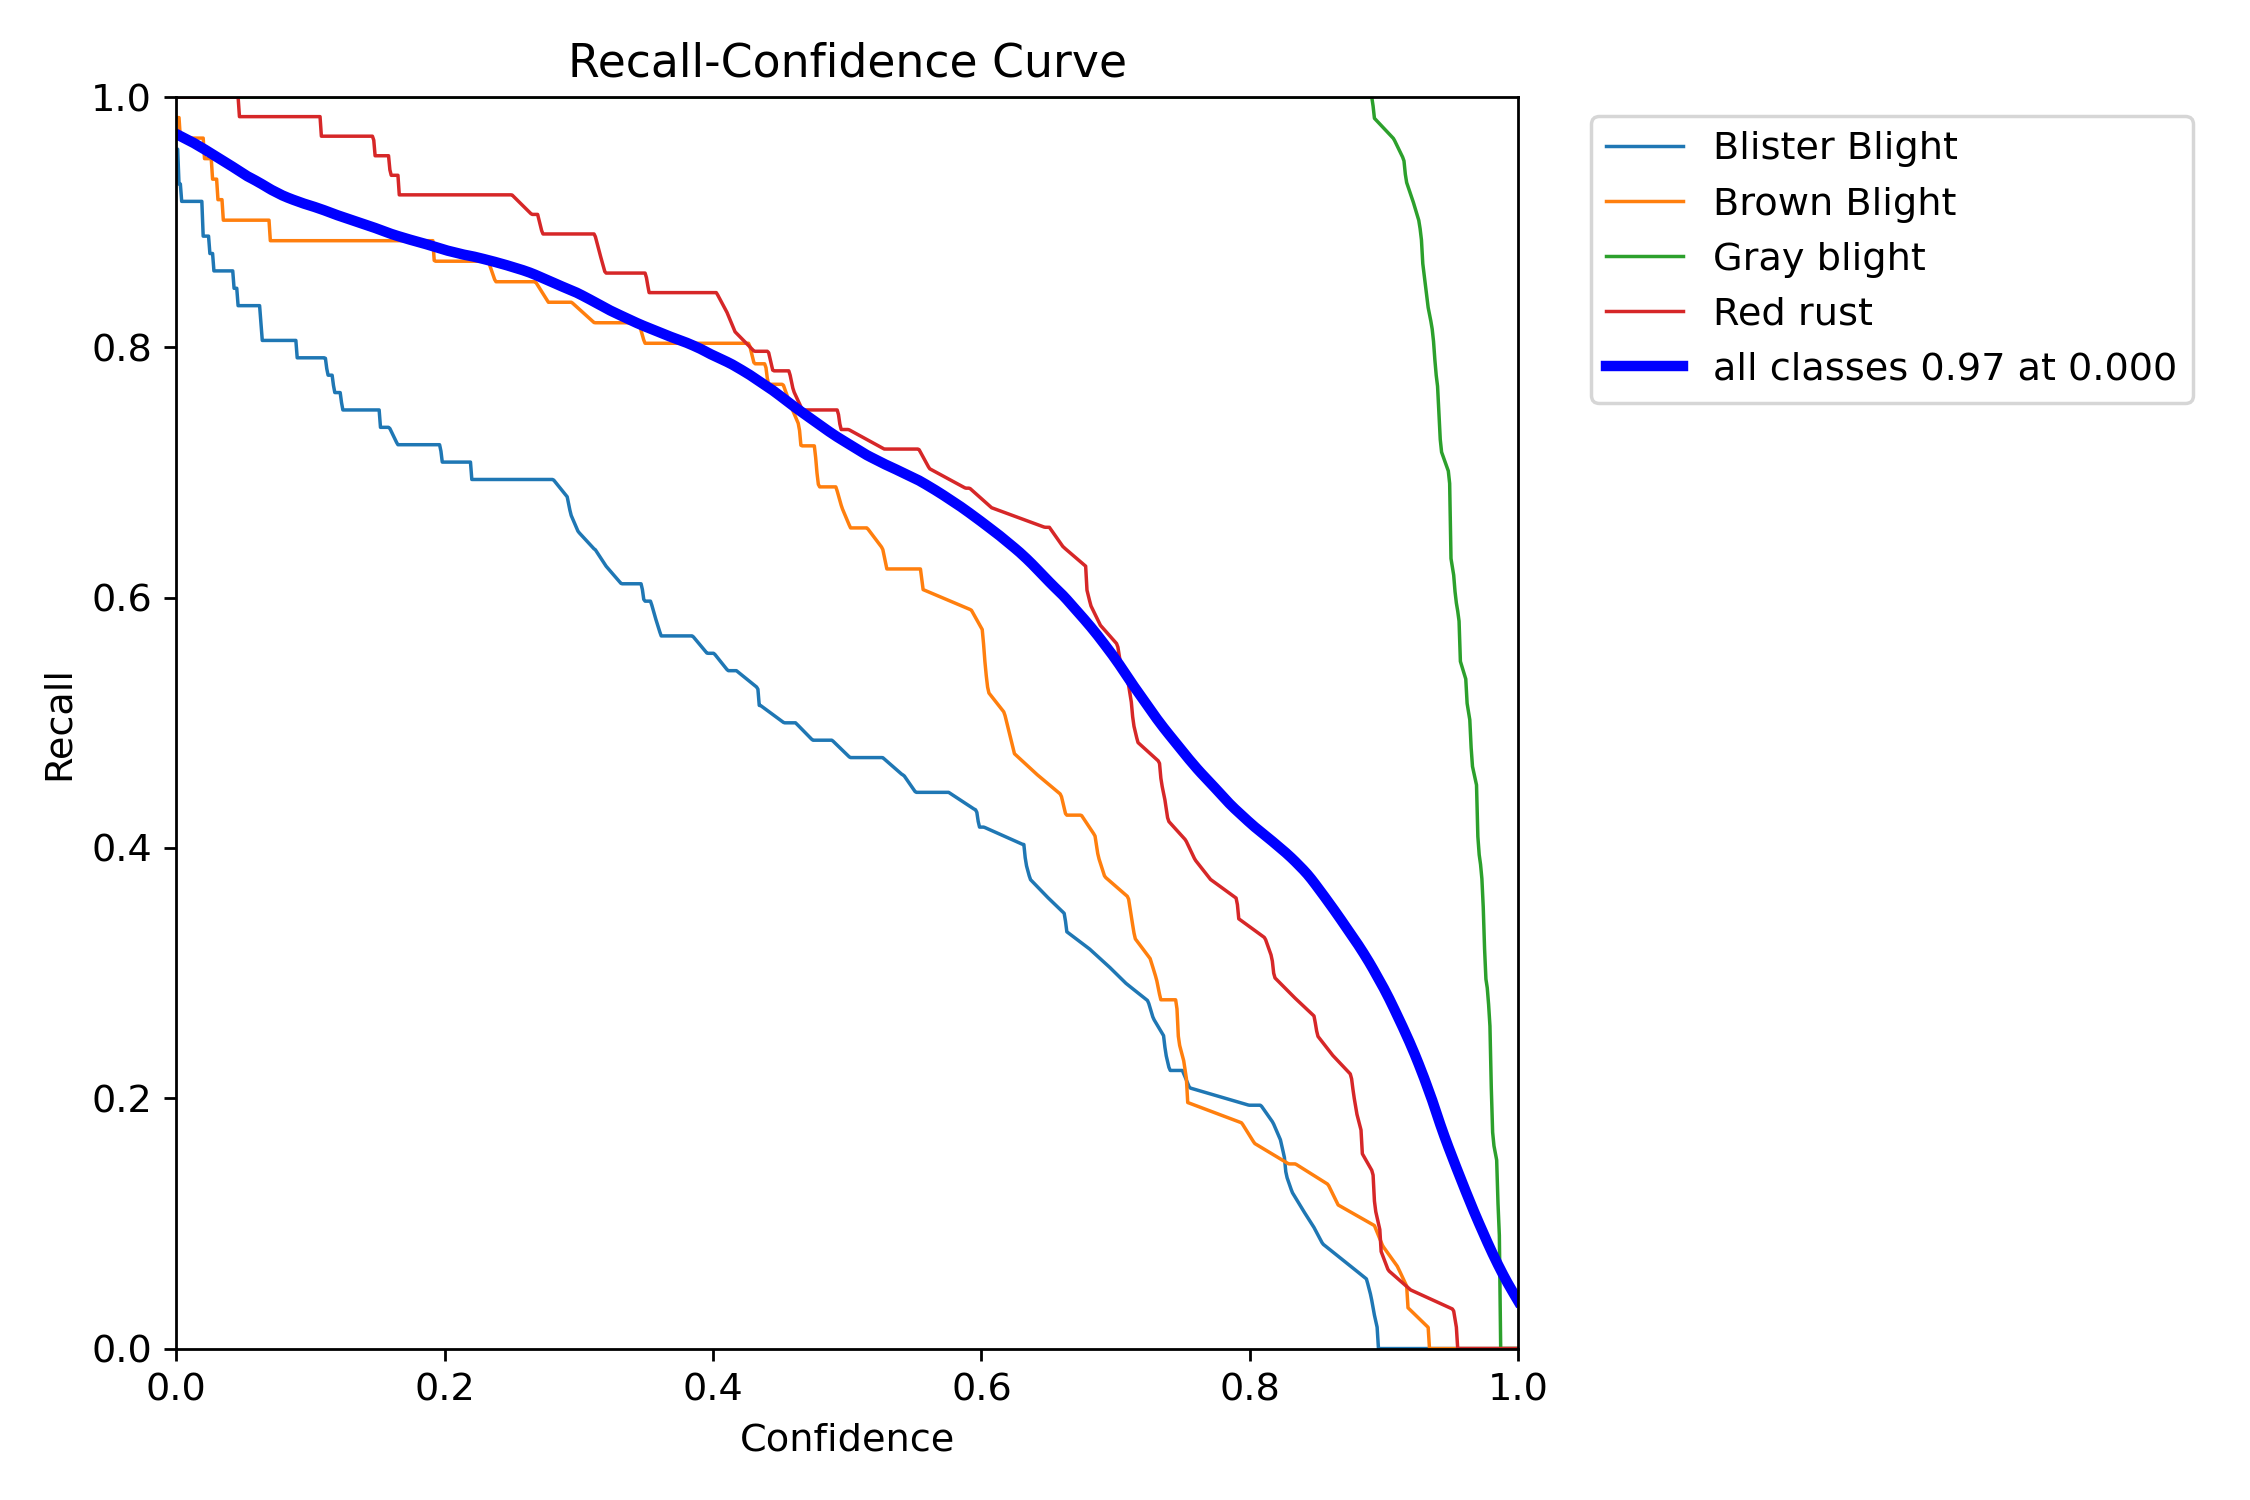 Recall-Confidence Curve
1.0
0.8
0.6
0.4
0.2
0.0
Recall
0.0 0.2 0.4 0.6 0.8 1.0
Confidence
Blister Blight
Brown Blight
Gray blight
Red rust
all classes 0.97 at 0.000